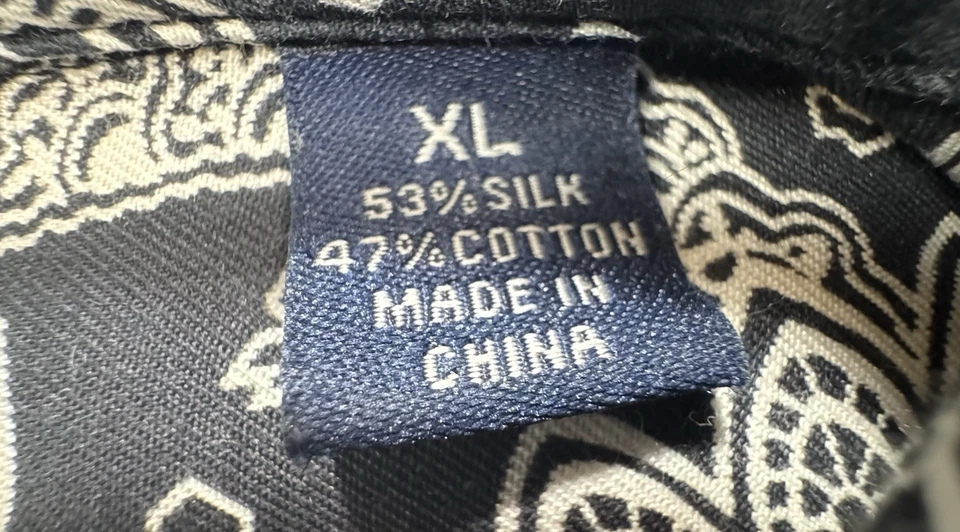 XL
53% SILK
47% COTTON
MADE IN
CHINA